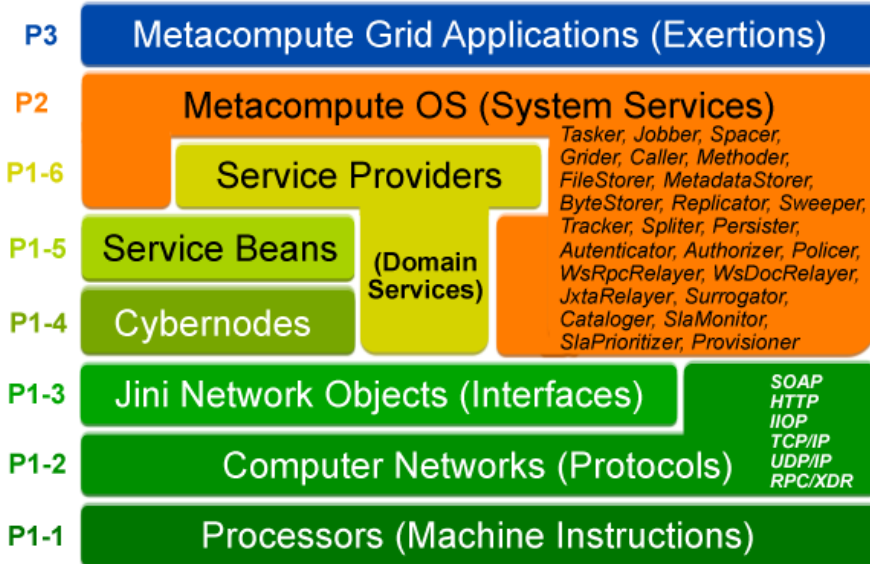 P3
Metacompute Grid Applications (Exertions)
P2
Metacompute OS (System Services)
Tasker, Jobber, Spacer,
Grider, Caller, Methoder,
FileStorer, MetadataStorer,
ByteStorer, Replicator, Sweeper,
Tracker, Spliter, Persister,
Autenticator, Authorizer, Policer,
WsRpcRelayer, WsDocRelayer,
JxtaRelayer, Surrogator,
Cataloger, SlaMonitor,
SlaPrioritizer, Provisioner
P1-6
Service Providers
(Domain
Services)
P1-5
Service Beans
P1-4
Cybernodes
P1-3
Jini Network Objects (Interfaces)
SOAP
HTTP
IIOP
TCP/IP
UDP/IP
RPC/XDR
P1-2
Computer Networks (Protocols)
P1-1
Processors (Machine Instructions)